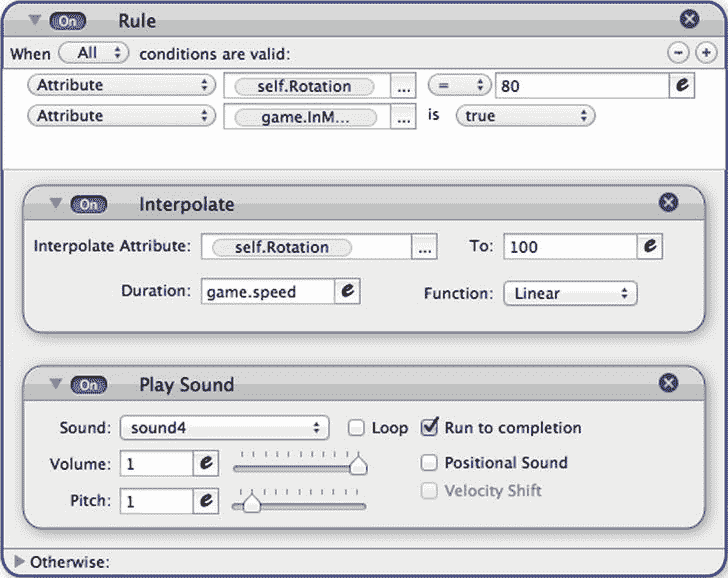 On Rule
When All conditions are valid:
Attribute self.Rotation ... = 80 e
Attribute game.InM... ... is true
On Interpolate
Interpolate Attribute: self.Rotation ... To: 100 e
Duration: game.speed e Function: Linear
On Play Sound
Sound: sound4 Loop Run to completion
Volume: 1 e Positional Sound
Pitch: 1 e Velocity Shift
Otherwise: